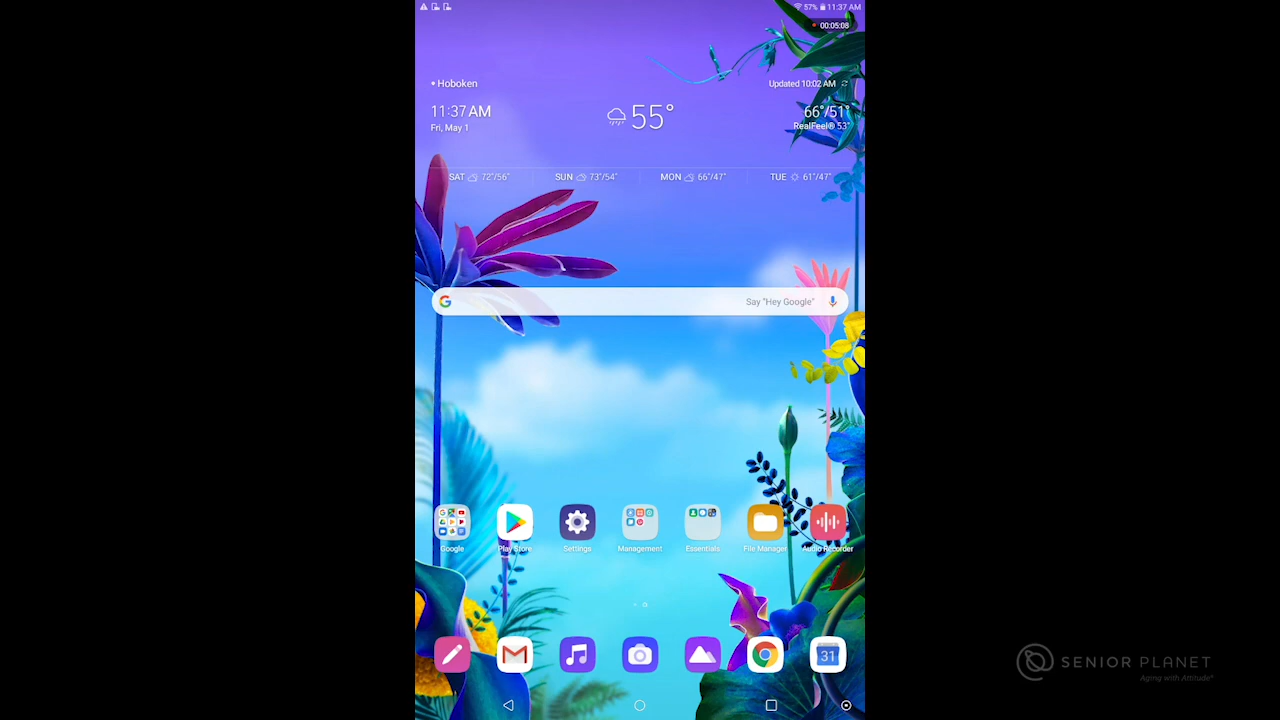 57% 11:37 AM
00:05:08
Hoboken
Updated 10:02 AM
11:37 AM
Fri, May 1
55°
66°/51°
RealFeel® 53°
SAT 72°/56°
SUN 73°/54°
MON 66°/47°
TUE 61°/47°
G
Say "Hey Google"
Google
Play Store
Settings
Management
Essentials
File Manager
Audio Recorder
31
SENIOR PLANET
Aging with Attitude®